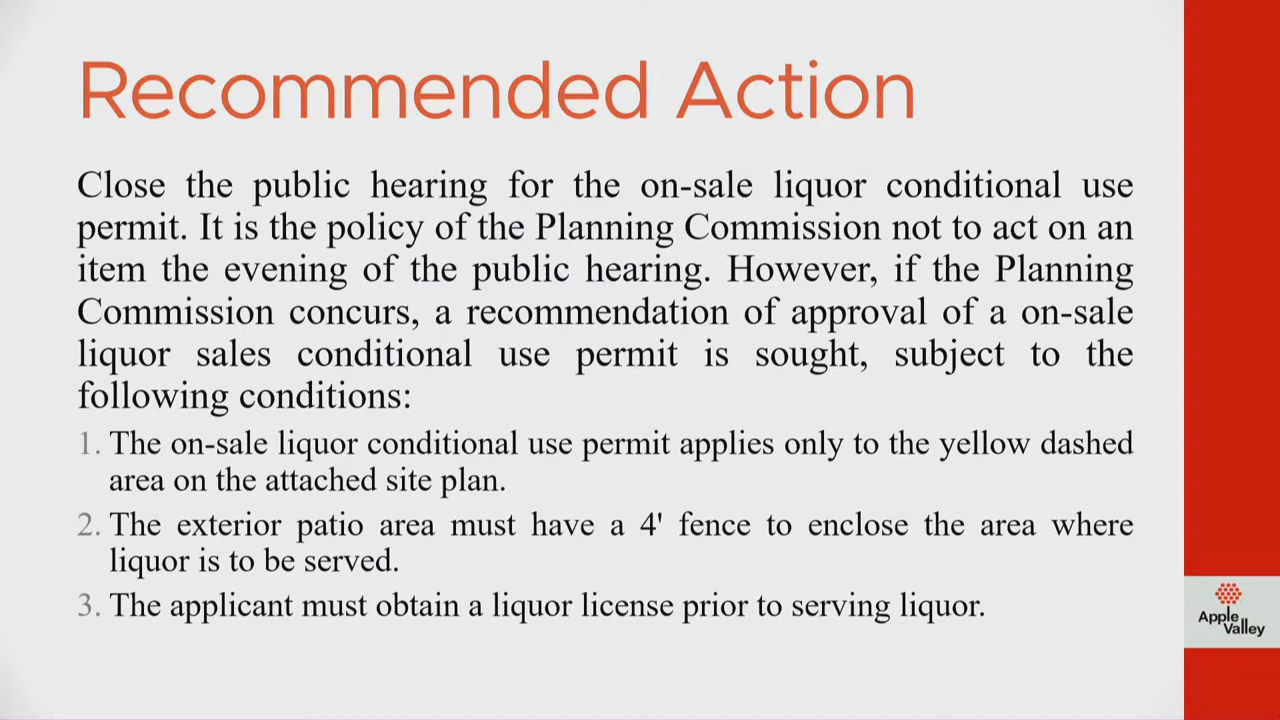 Recommended Action
Close the public hearing for the on-sale liquor conditional use
permit. It is the policy of the Planning Commission not to act on an
item the evening of the public hearing. However, if the Planning
Commission concurs, a recommendation of approval of a on-sale
liquor sales conditional use permit is sought, subject to the
following conditions:
1. The on-sale liquor conditional use permit applies only to the yellow dashed
area on the attached site plan.
2. The exterior patio area must have a 4' fence to enclose the area where
liquor is to be served.
3. The applicant must obtain a liquor license prior to serving liquor.
Apple
Valley